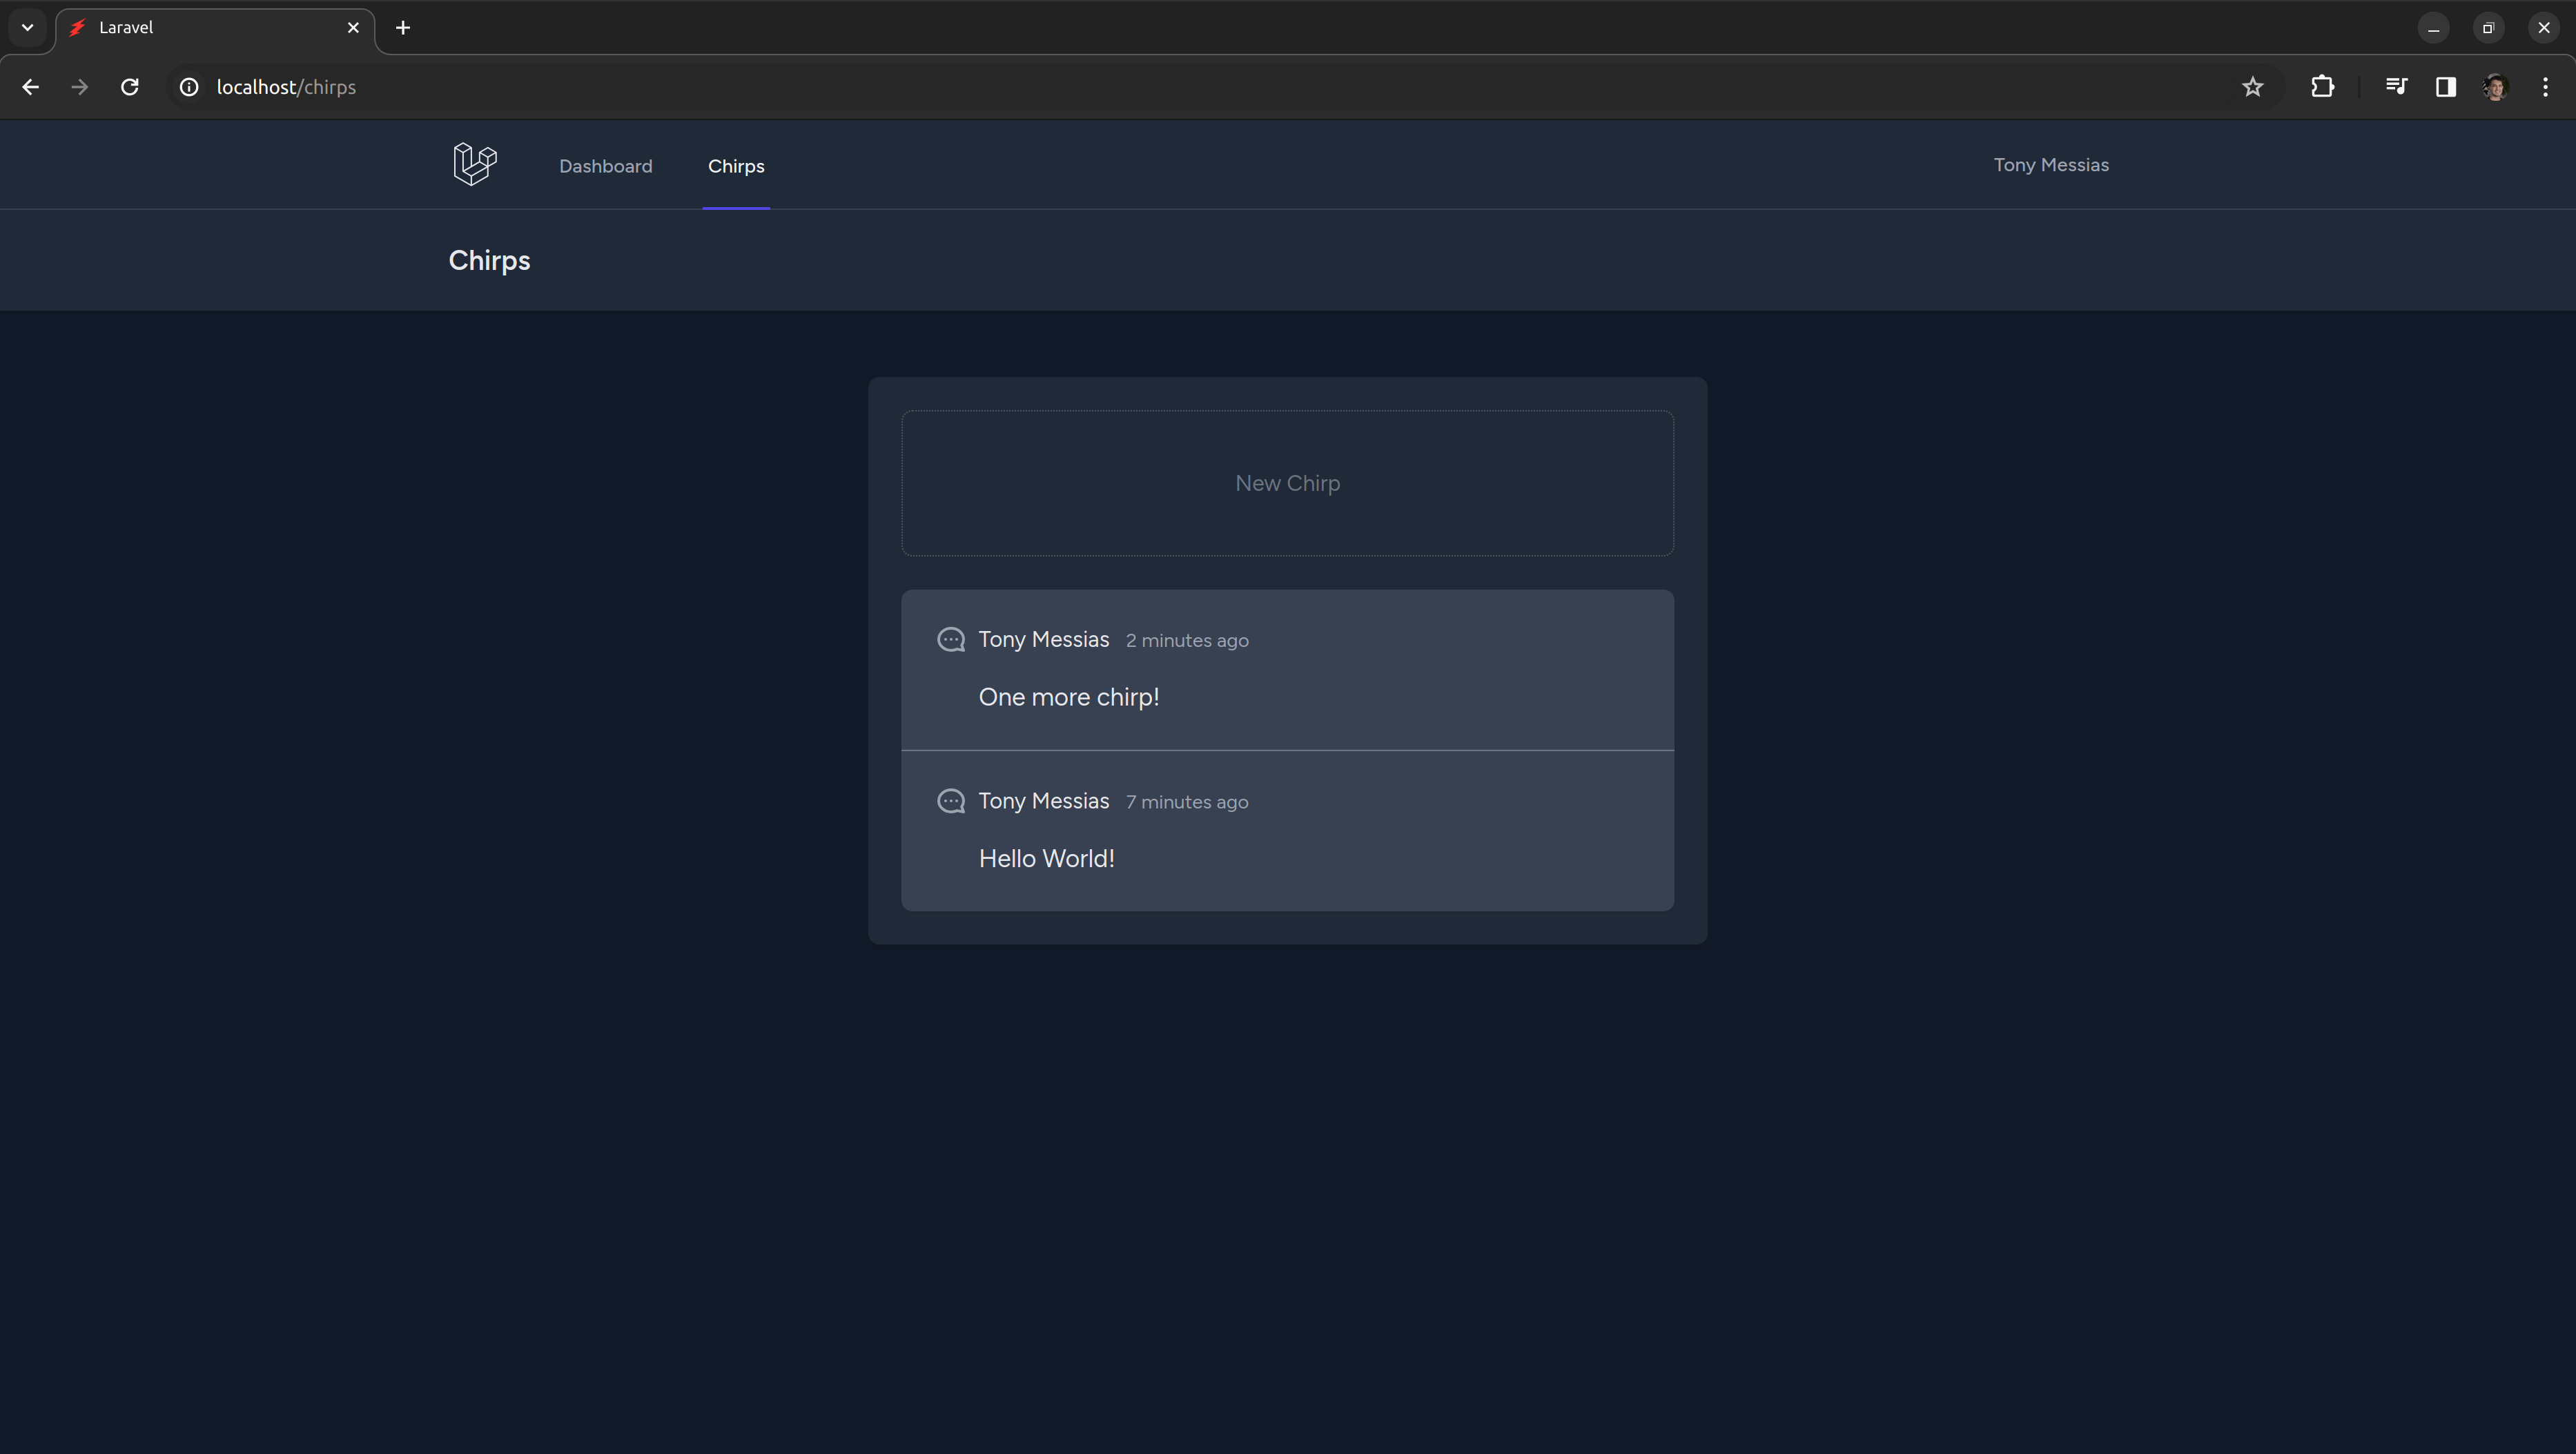 Laravel
localhost/chirps
Dashboard Chirps Tony Messias
Chirps
New Chirp
Tony Messias 2 minutes ago
One more chirp!
Tony Messias 7 minutes ago
Hello World!